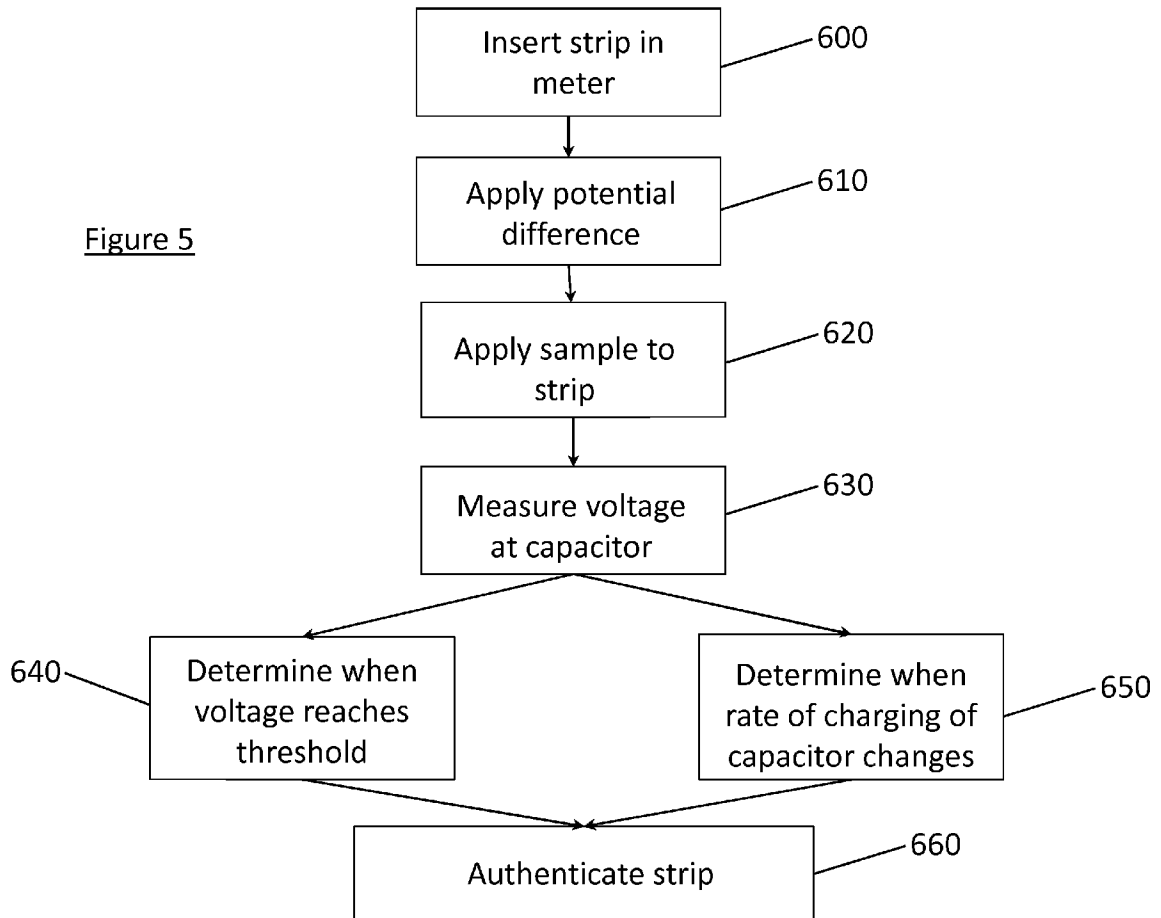 Insert strip in
meter
600
Apply potential
difference
610
Figure 5
Apply sample to
strip
620
Measure voltage
at capacitor
630
640
Determine when
voltage reaches
threshold
Determine when
rate of charging of
capacitor changes
650
Authenticate strip
660